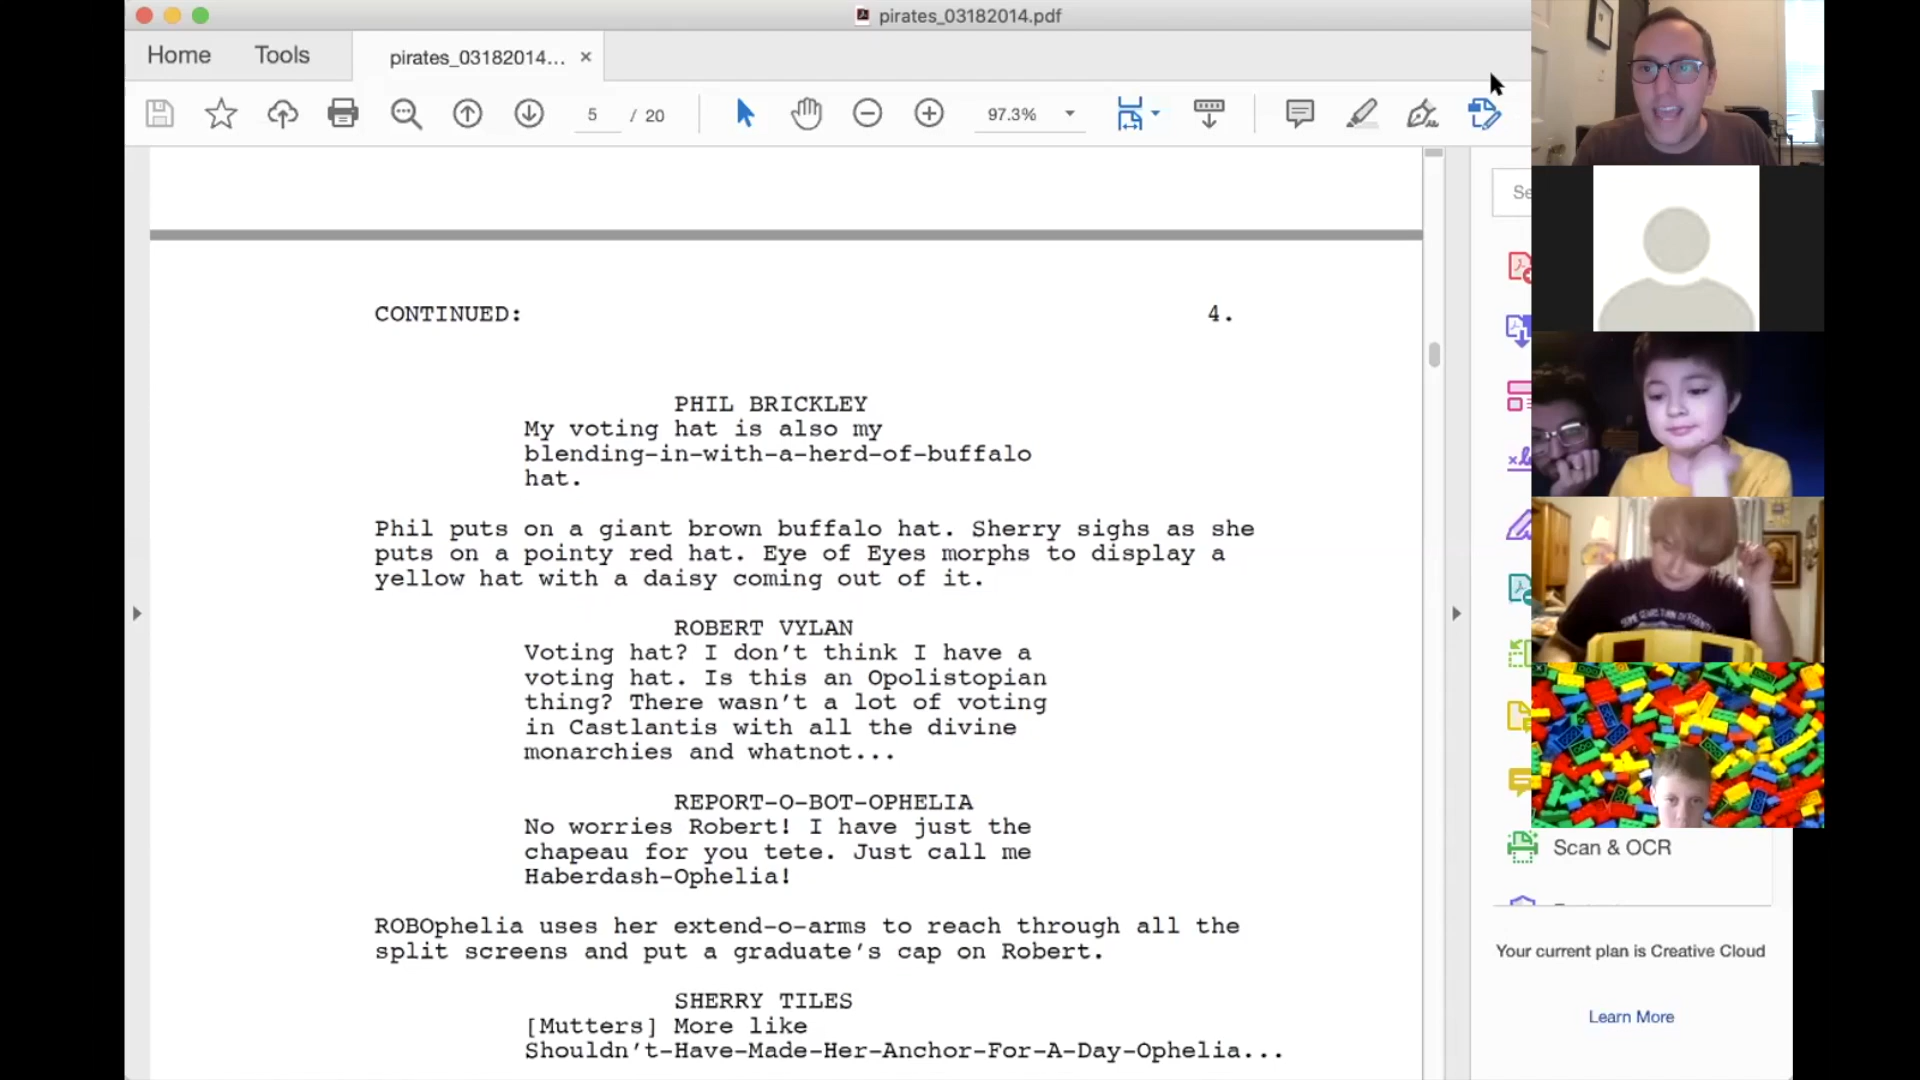 pirates_03182014.pdf
Home
Tools
pirates_03182014... ×
5 / 20
97.3%
Se
CONTINUED: 4.
PHIL BRICKLEY
My voting hat is also my
blending-in-with-a-herd-of-buffalo
hat.
Phil puts on a giant brown buffalo hat. Sherry sighs as she
puts on a pointy red hat. Eye of Eyes morphs to display a
yellow hat with a daisy coming out of it.
ROBERT VYLAN
Voting hat? I don't think I have a
voting hat. Is this an Opolistopian
thing? There wasn't a lot of voting
in Castlantis with all the divine
monarchies and whatnot...
REPORT-O-BOT-OPHELIA
No worries Robert! I have just the
chapeau for you tete. Just call me
Haberdash-Ophelia!
ROBOphelia uses her extend-o-arms to reach through all the
split screens and put a graduate's cap on Robert.
SHERRY TILES
[Mutters] More like
Shouldn't-Have-Made-Her-Anchor-For-A-Day-Ophelia...
Scan & OCR
Your current plan is Creative Cloud
Learn More